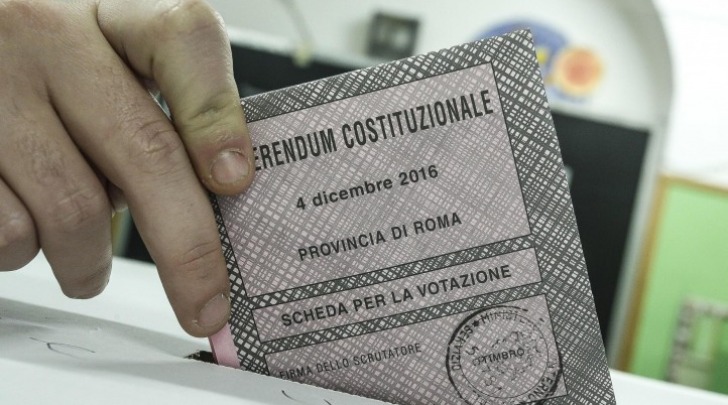 ERENDUM COSTITUZIONALE
4 dicembre 2016
PROVINCIA DI ROMA
SCHEDA PER LA VOTAZIONE
FIRMA DELLO SCRUTATORE
TIMBRO